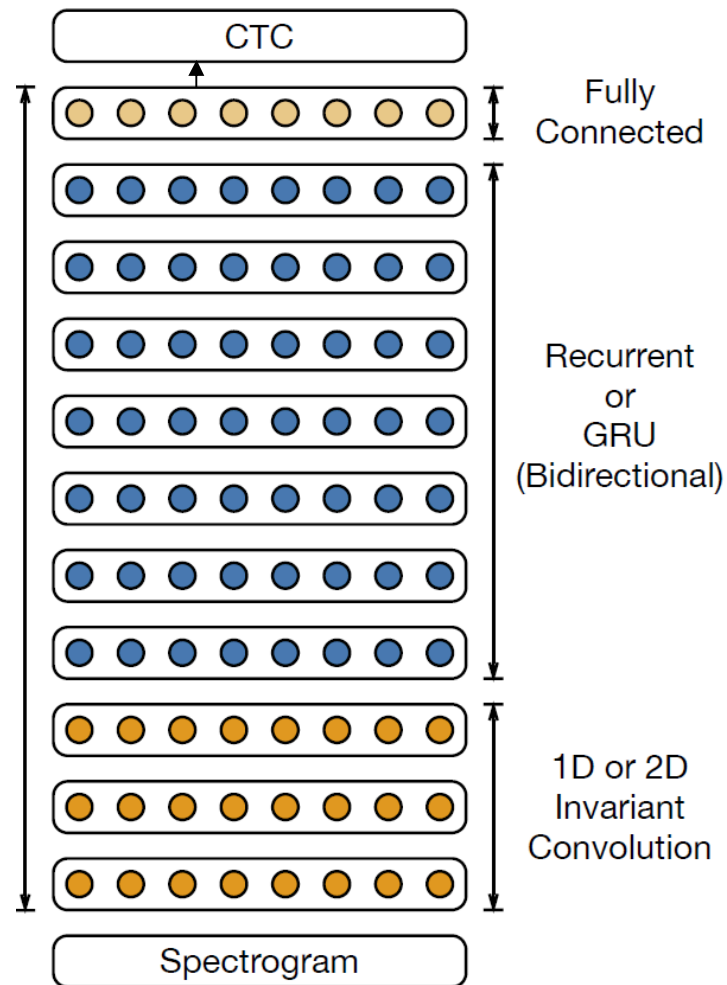 CTC
Fully
Connected
Recurrent
or
GRU
(Bidirectional)
1D or 2D
Invariant
Convolution
Spectrogram